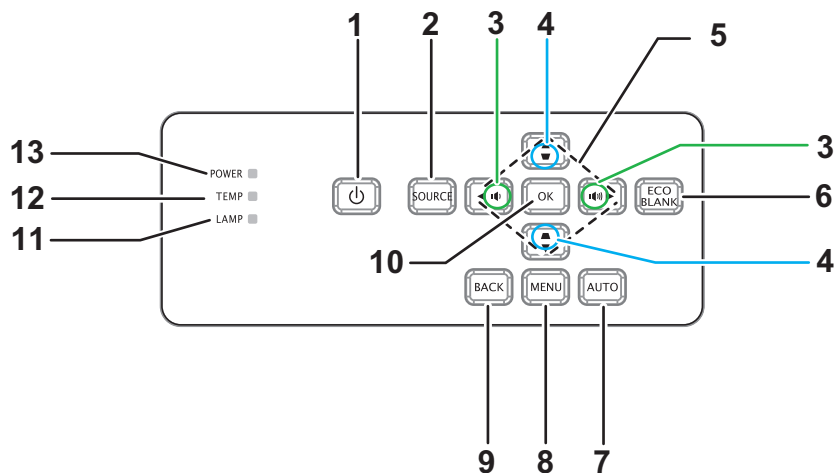 1 2 3 4 5
3
13 POWER
12 TEMP
11 LAMP
SOURCE OK ECO
BLANK
6
10 4
BACK MENU AUTO
9 8 7